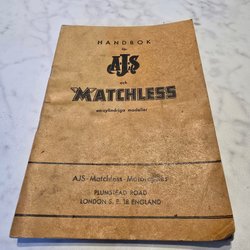 HANDBOK
för
AJS
och
MATCHLESS
encylindriga modeller
AJS-Matchless-Motorcycles
PLUMSTEAD ROAD
LONDON S. E. 18 ENGLAND